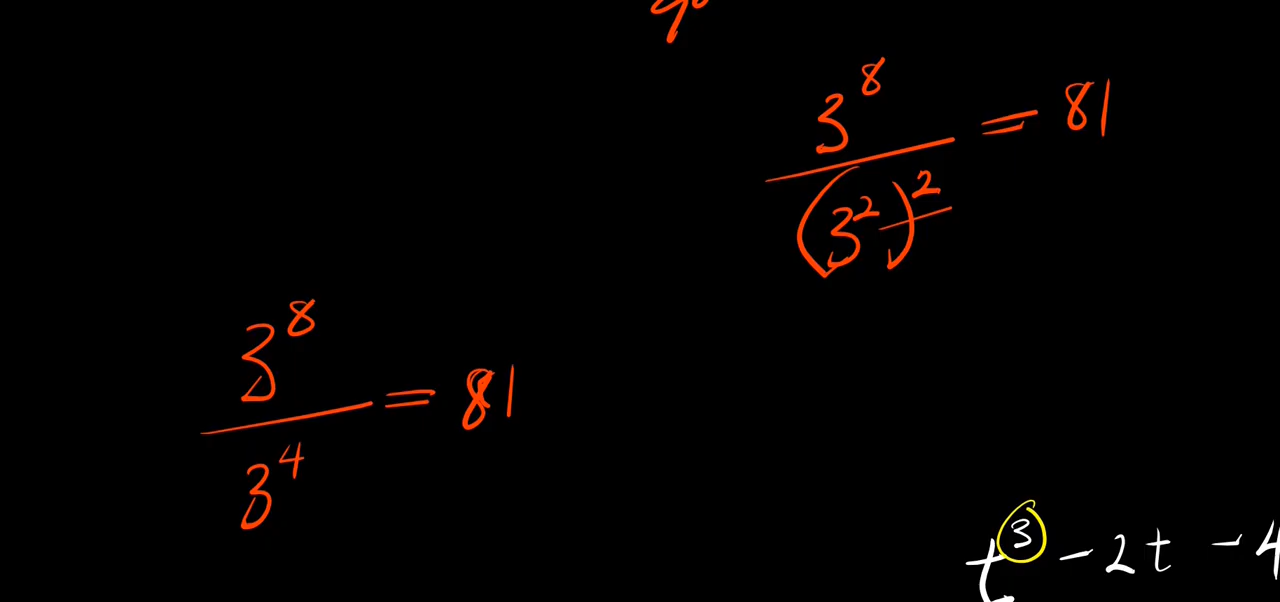 3^8 / (3^2)^2 = 81
3^8 / 3^4 = 81
t^3 - 2t - 4